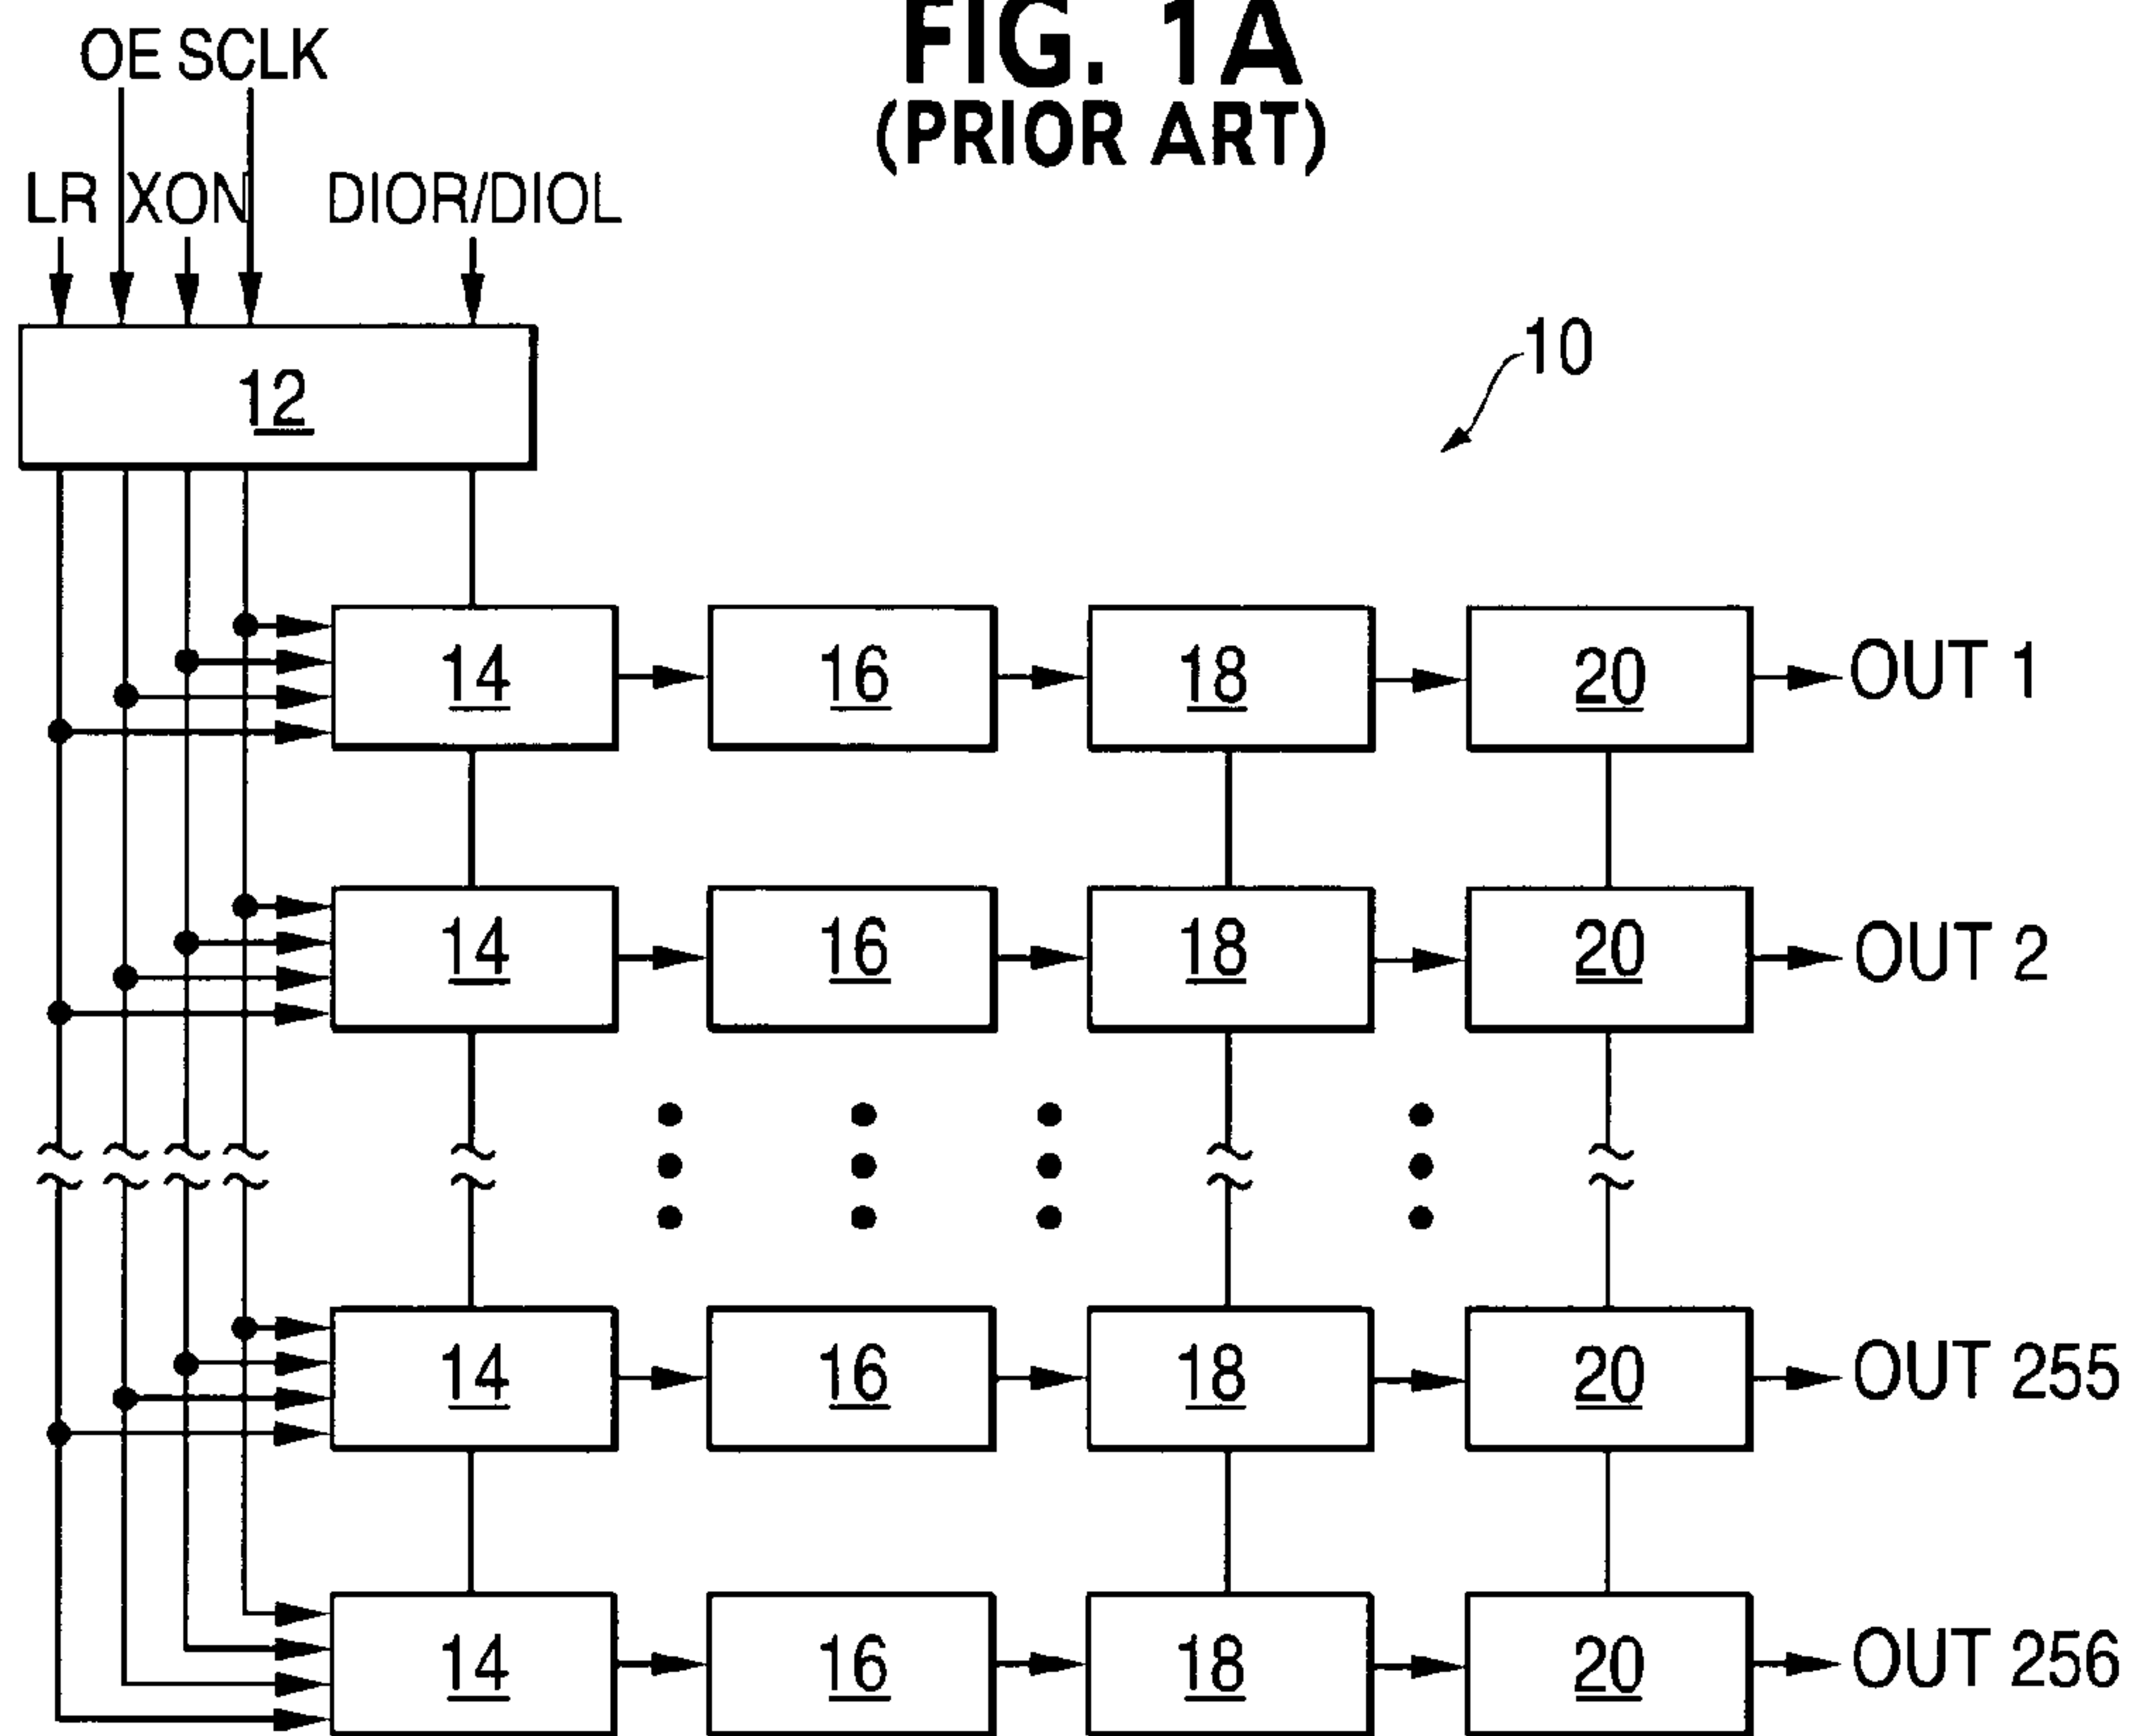 FIG. 1A
(PRIOR ART)
OE SCLK
LR XON DIOR/DIOL
12
10
14 16 18 20 OUT 1
14 16 18 20 OUT 2
14 16 18 20 OUT 255
14 16 18 20 OUT 256